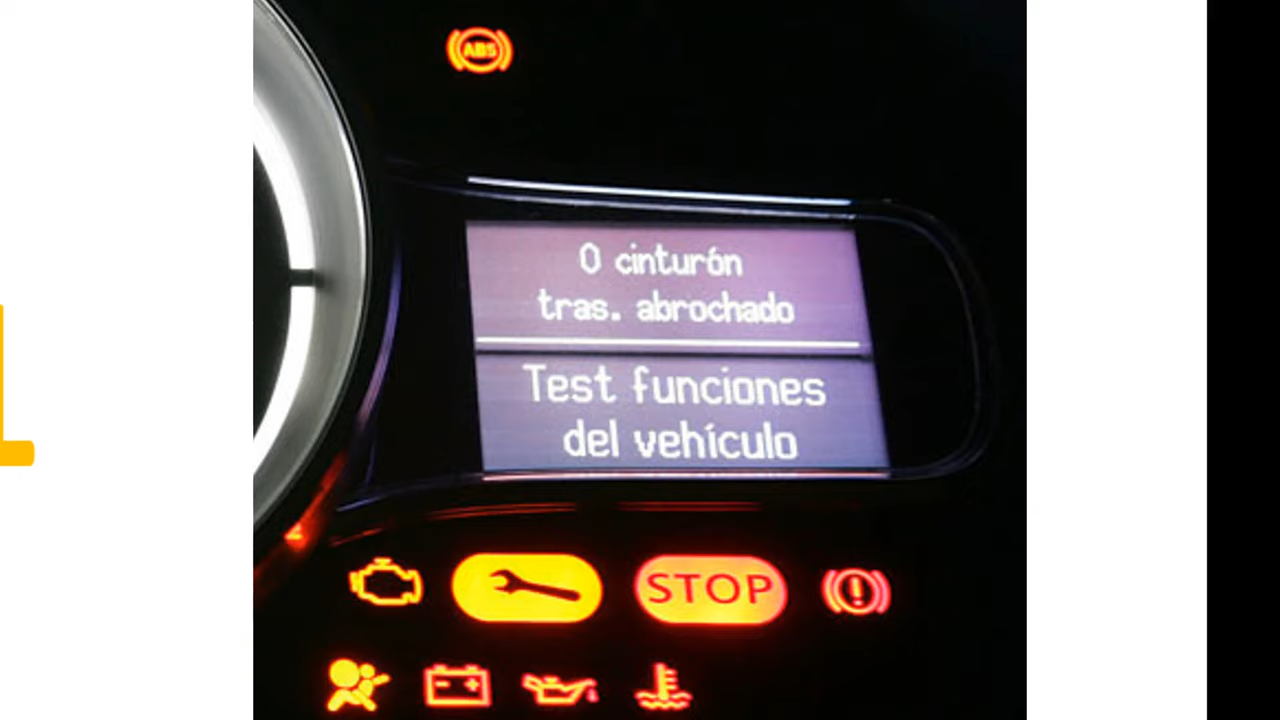 ABS
0 cinturón
tras. abrochado
Test funciones
del vehículo
STOP